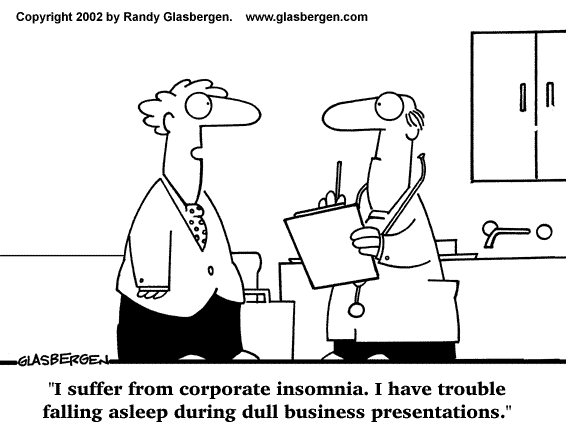 Copyright 2002 by Randy Glasbergen.   www.glasbergen.com
GLASBERGEN
"I suffer from corporate insomnia. I have trouble
falling asleep during dull business presentations."